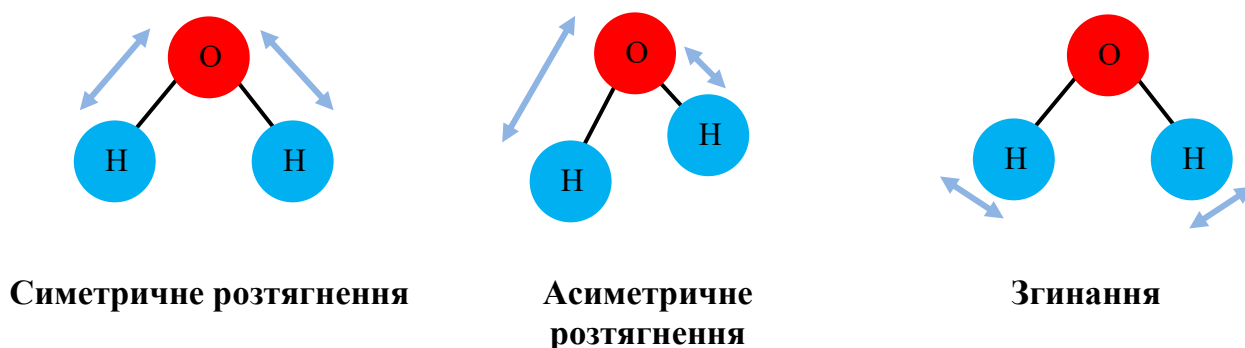 O
H H
O
H
H
O
H H
Симетричне розтягнення
Асиметричне
розтягнення
Згинання